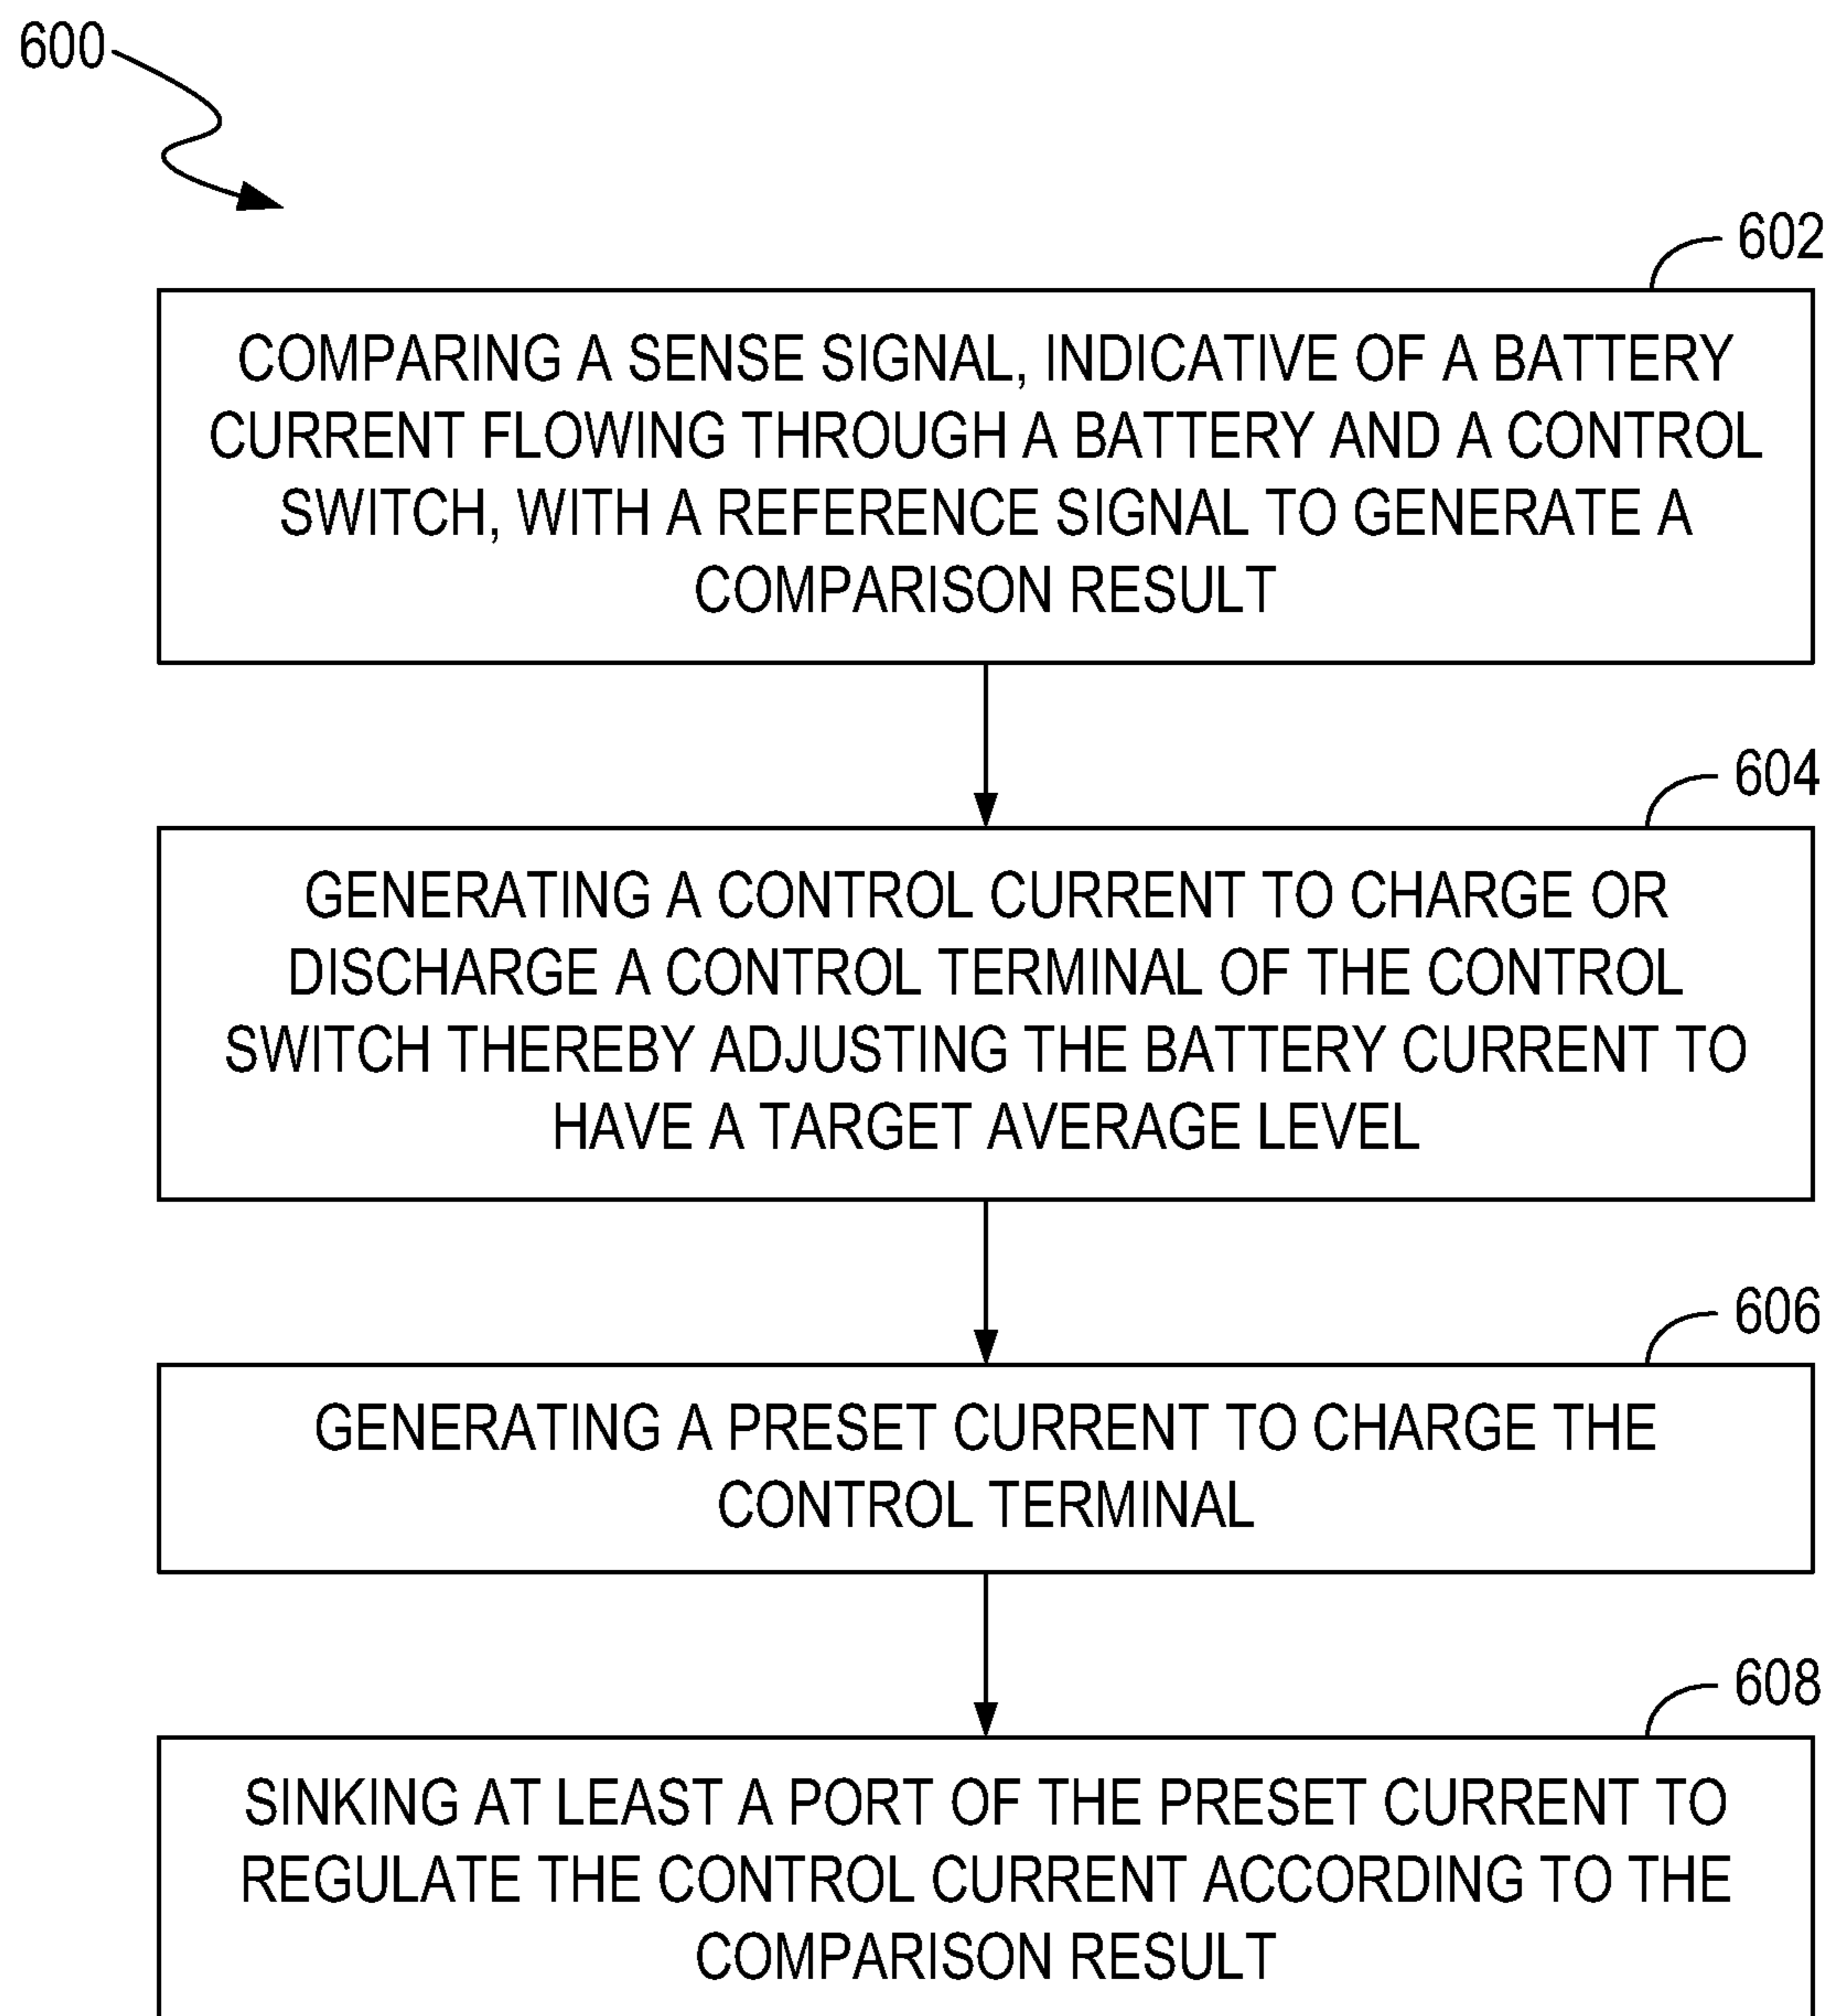 600
602
COMPARING A SENSE SIGNAL, INDICATIVE OF A BATTERY
CURRENT FLOWING THROUGH A BATTERY AND A CONTROL
SWITCH, WITH A REFERENCE SIGNAL TO GENERATE A
COMPARISON RESULT
604
GENERATING A CONTROL CURRENT TO CHARGE OR
DISCHARGE A CONTROL TERMINAL OF THE CONTROL
SWITCH THEREBY ADJUSTING THE BATTERY CURRENT TO
HAVE A TARGET AVERAGE LEVEL
606
GENERATING A PRESET CURRENT TO CHARGE THE
CONTROL TERMINAL
608
SINKING AT LEAST A PORT OF THE PRESET CURRENT TO
REGULATE THE CONTROL CURRENT ACCORDING TO THE
COMPARISON RESULT